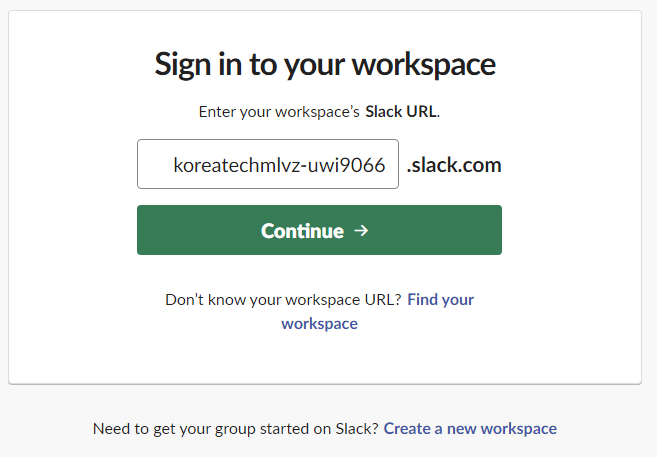 Sign in to your workspace
Enter your workspace’s Slack URL.
koreatechmlvz-uwi9066 .slack.com
Continue →
Don’t know your workspace URL? Find your
workspace
Need to get your group started on Slack? Create a new workspace